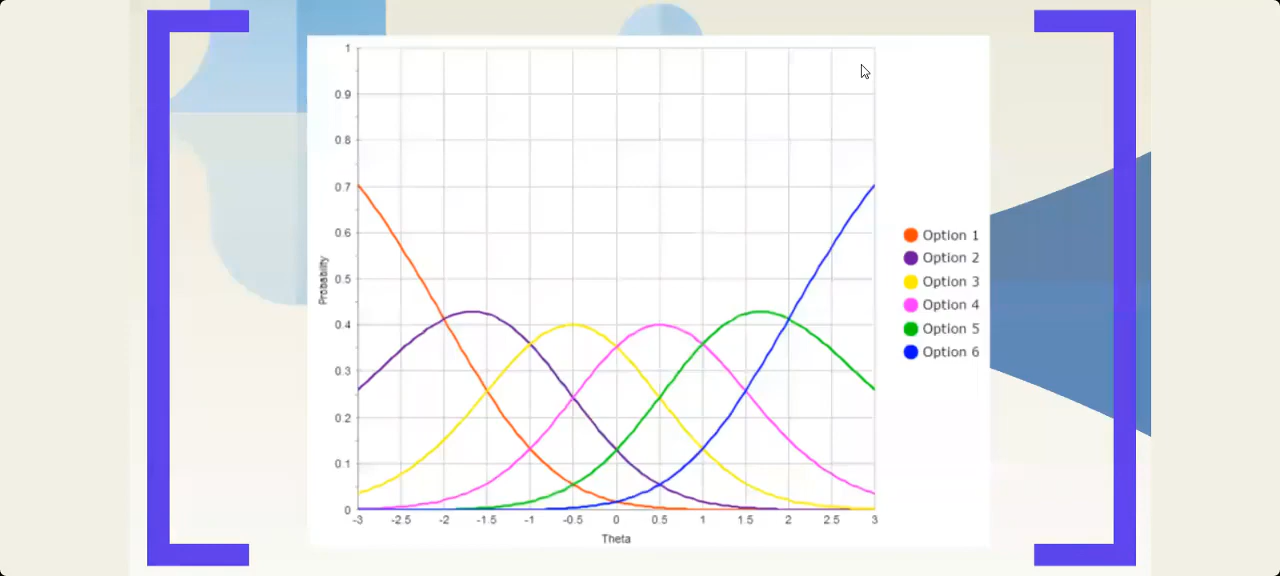 1
0.9
0.8
0.7
0.6
0.5
0.4
0.3
0.2
0.1
0
Probability
-3 -2.5 -2 -1.5 -1 -0.5 0 0.5 1 1.5 2 2.5 3
Theta
Option 1
Option 2
Option 3
Option 4
Option 5
Option 6